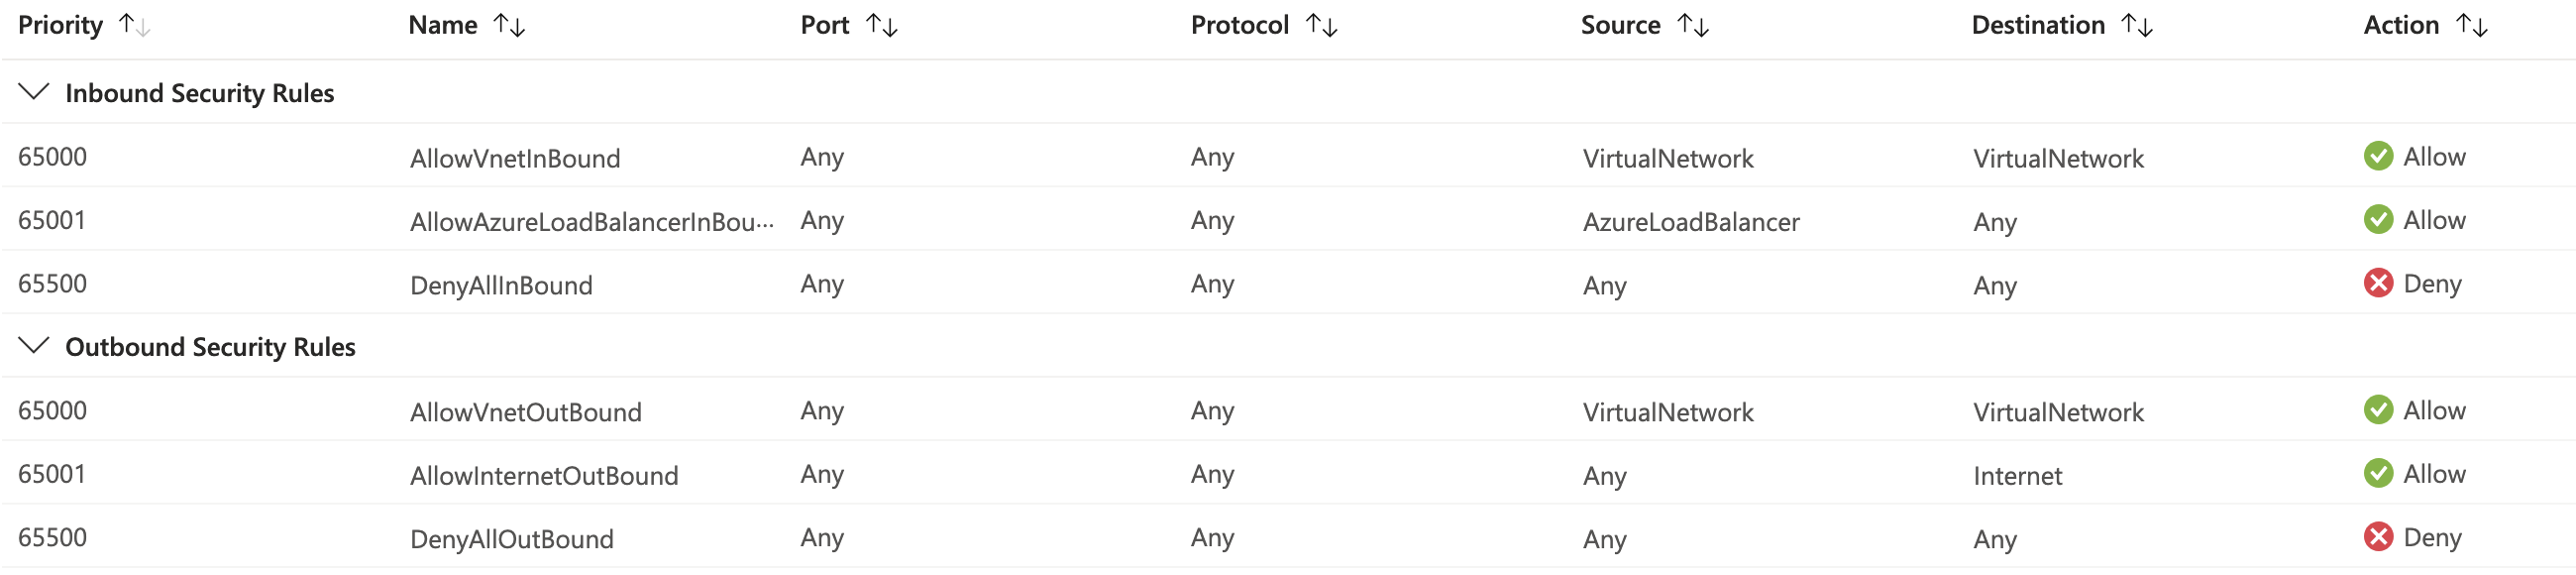 Priority Name Port Protocol Source Destination Action
Inbound Security Rules
65000 AllowVnetInBound Any Any VirtualNetwork VirtualNetwork Allow
65001 AllowAzureLoadBalancerInBou··· Any Any AzureLoadBalancer Any Allow
65500 DenyAllInBound Any Any Any Any Deny
Outbound Security Rules
65000 AllowVnetOutBound Any Any VirtualNetwork VirtualNetwork Allow
65001 AllowInternetOutBound Any Any Any Internet Allow
65500 DenyAllOutBound Any Any Any Any Deny